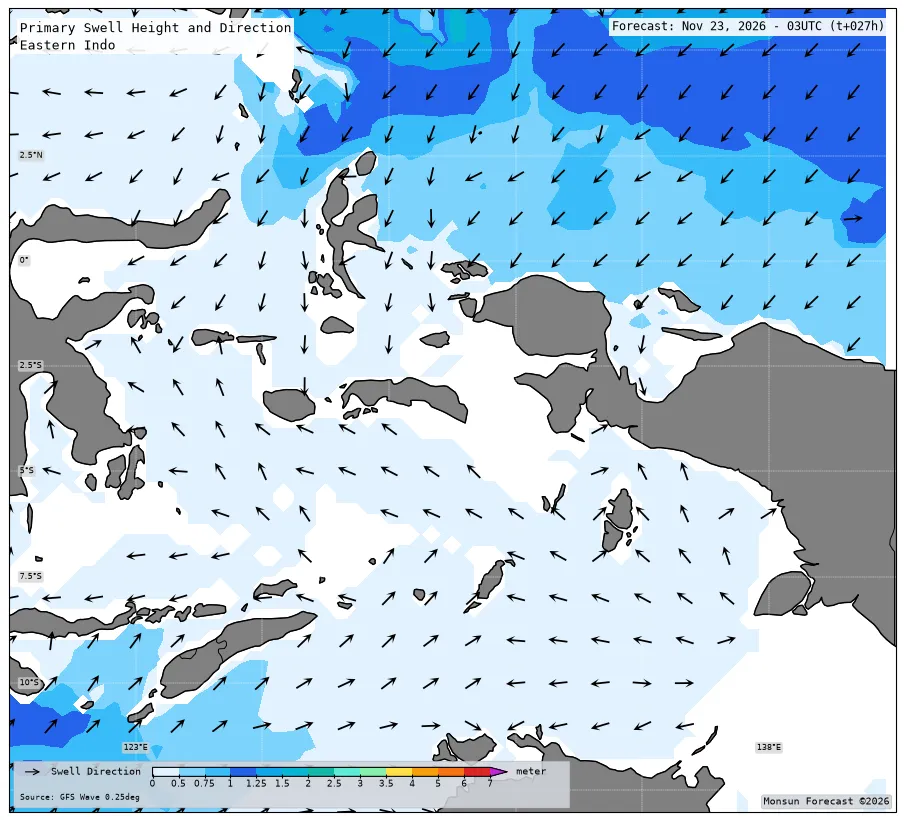 Primary Swell Height and Direction
Eastern Indo
Forecast: Nov 23, 2026 - 03UTC (t+027h)
2.5°N
0°
2.5°S
5°S
7.5°S
10°S
123°E
138°E
Swell Direction
0 0.5 0.75 1 1.25 1.5 2 2.5 3 3.5 4 5 6 7
meter
Source: GFS Wave 0.25deg
Monsun Forecast ©2026